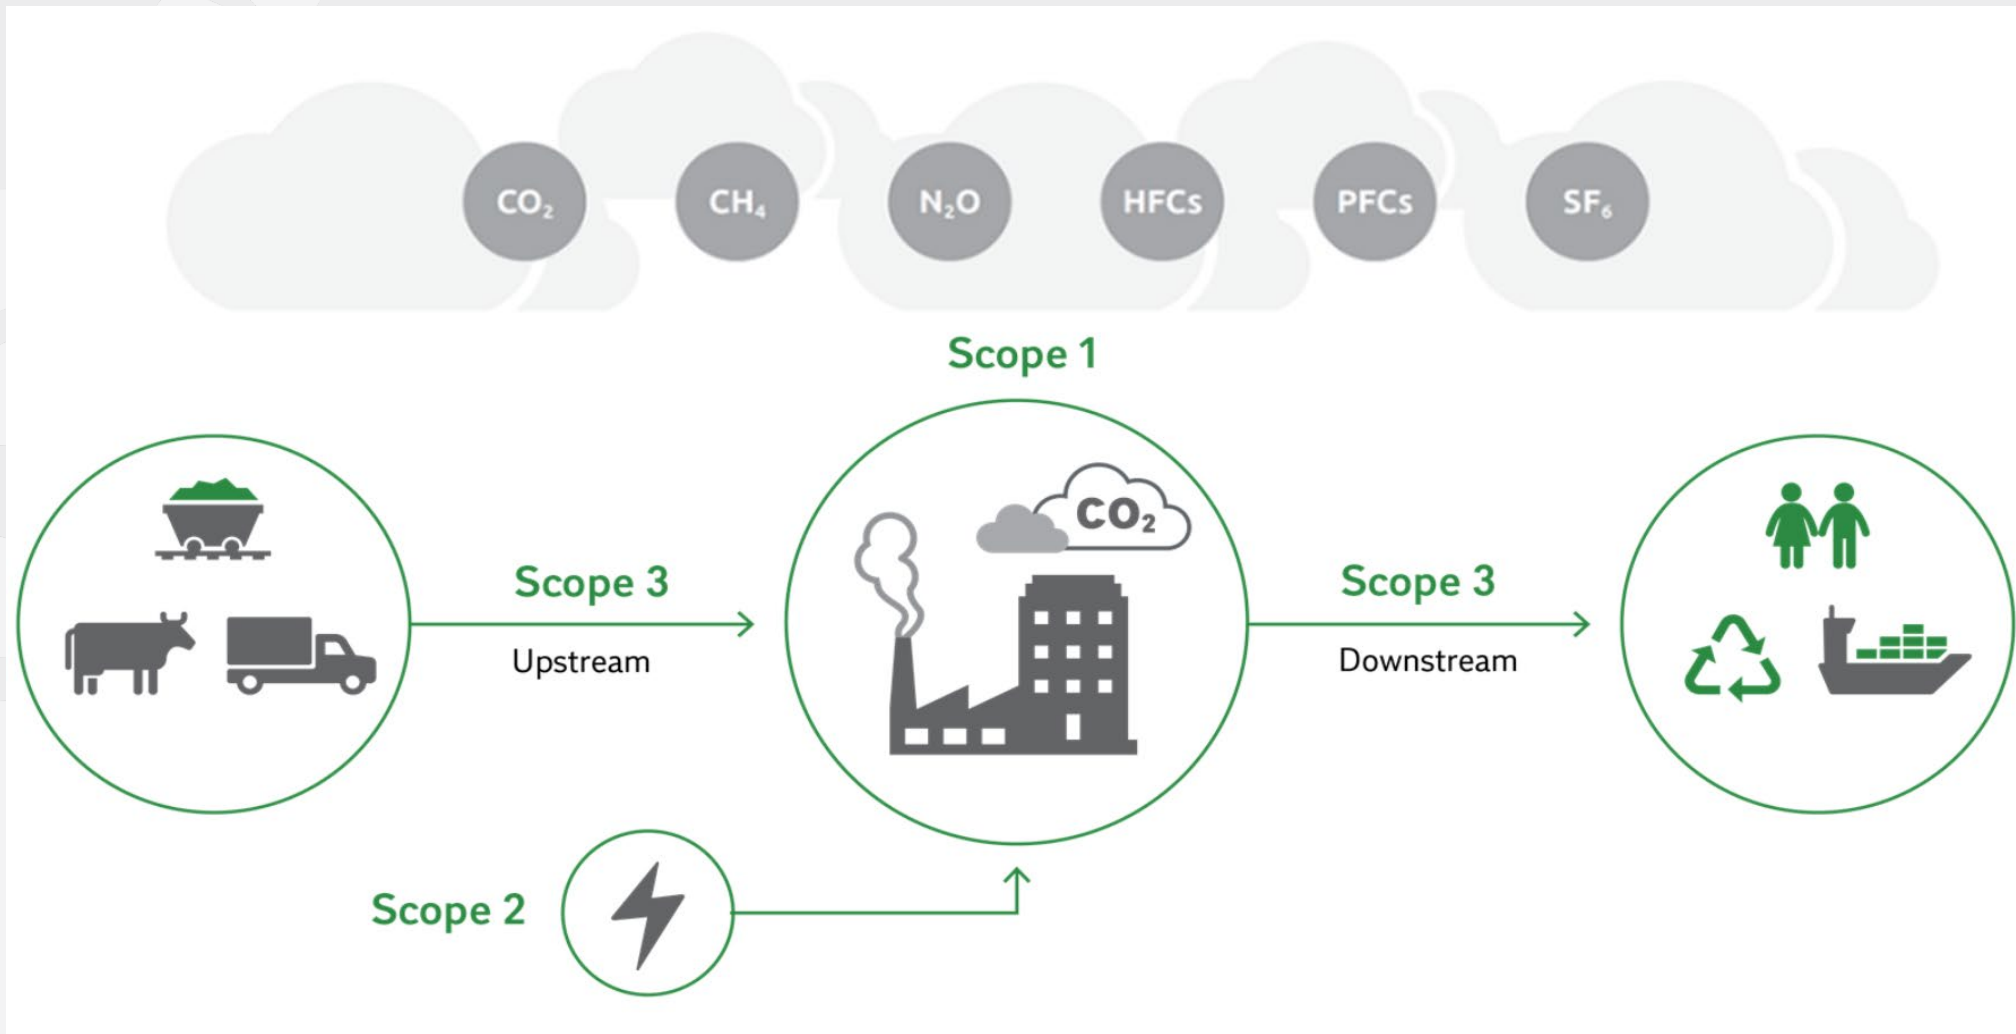 CO₂ CH₄ N₂O HFCs PFCs SF₆
Scope 1
CO₂
Scope 3
Upstream
Scope 3
Downstream
Scope 2